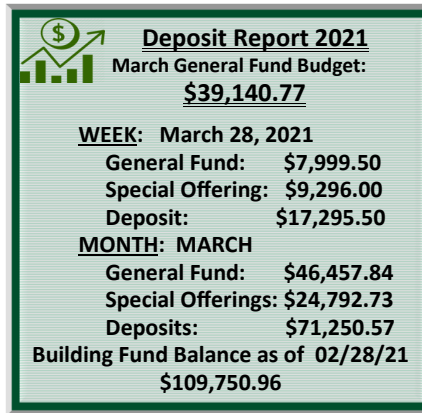 $
Deposit Report 2021
March General Fund Budget:
$39,140.77
WEEK: March 28, 2021
General Fund: $7,999.50
Special Offering: $9,296.00
Deposit: $17,295.50
MONTH: MARCH
General Fund: $46,457.84
Special Offerings: $24,792.73
Deposits: $71,250.57
Building Fund Balance as of 02/28/21
$109,750.96